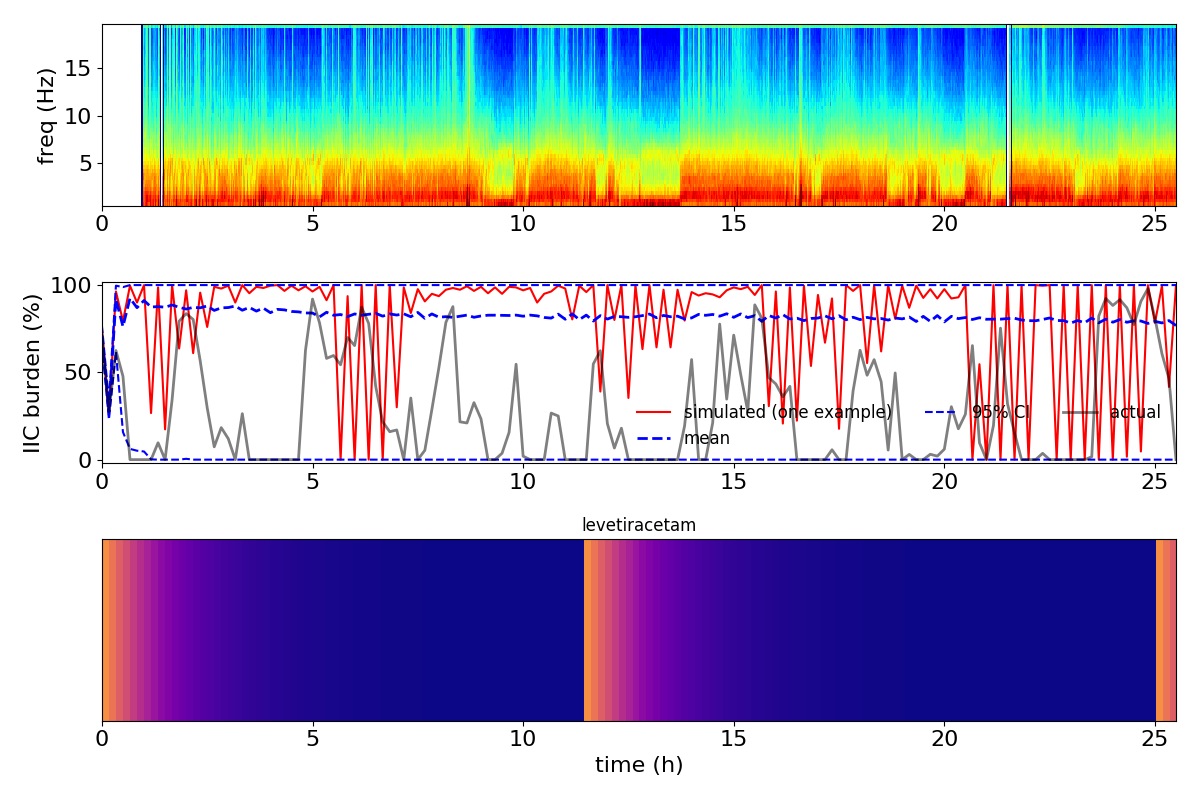 freq (Hz)
15
10
5
0 5 10 15 20 25
IIC burden (%)
100
50
0
simulated (one example) 95% CI actual
mean
0 5 10 15 20 25
levetiracetam
0 5 10 15 20 25
time (h)